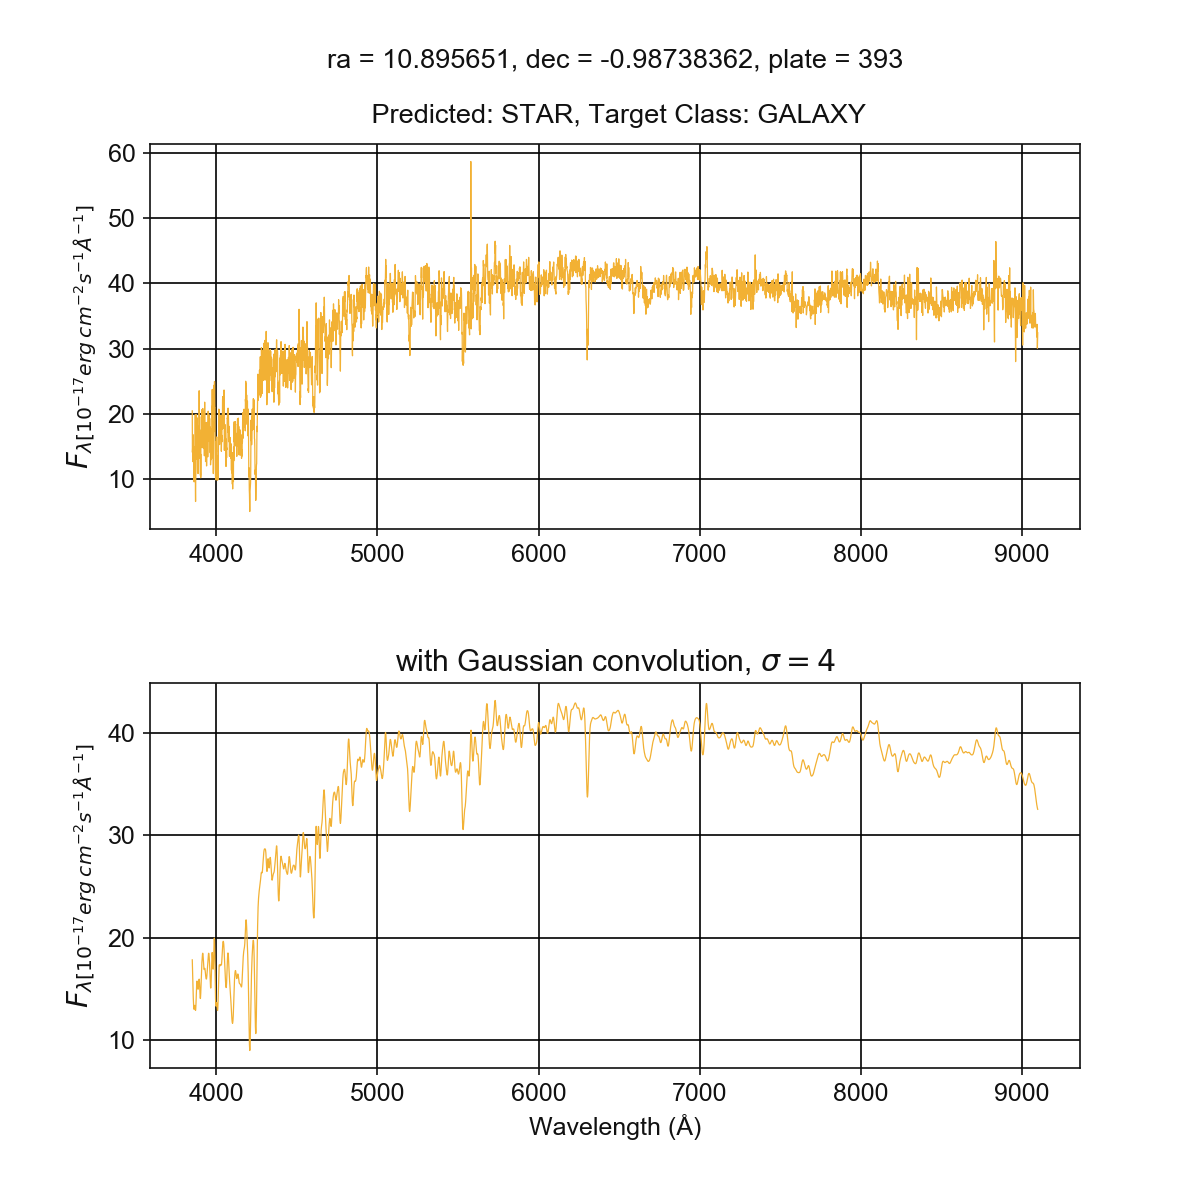 ra = 10.895651, dec = -0.98738362, plate = 393
Predicted: STAR, Target Class: GALAXY
60
50
40
30
20
10
F_λ[10^−17 erg cm^−2 s^−1 Å^−1]
4000 5000 6000 7000 8000 9000
with Gaussian convolution, σ = 4
40
30
20
10
F_λ[10^−17 erg cm^−2 s^−1 Å^−1]
4000 5000 6000 7000 8000 9000
Wavelength (Å)